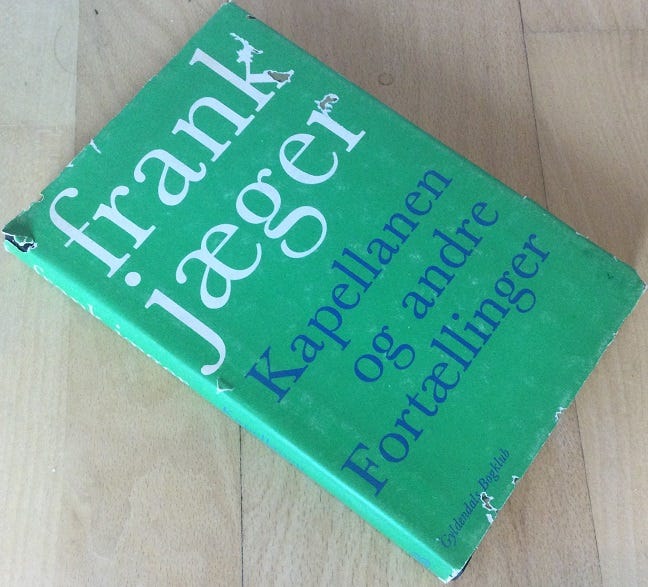 frank
jæger
Kapellanen
og andre
Fortællinger
Gyldendals Bogklub